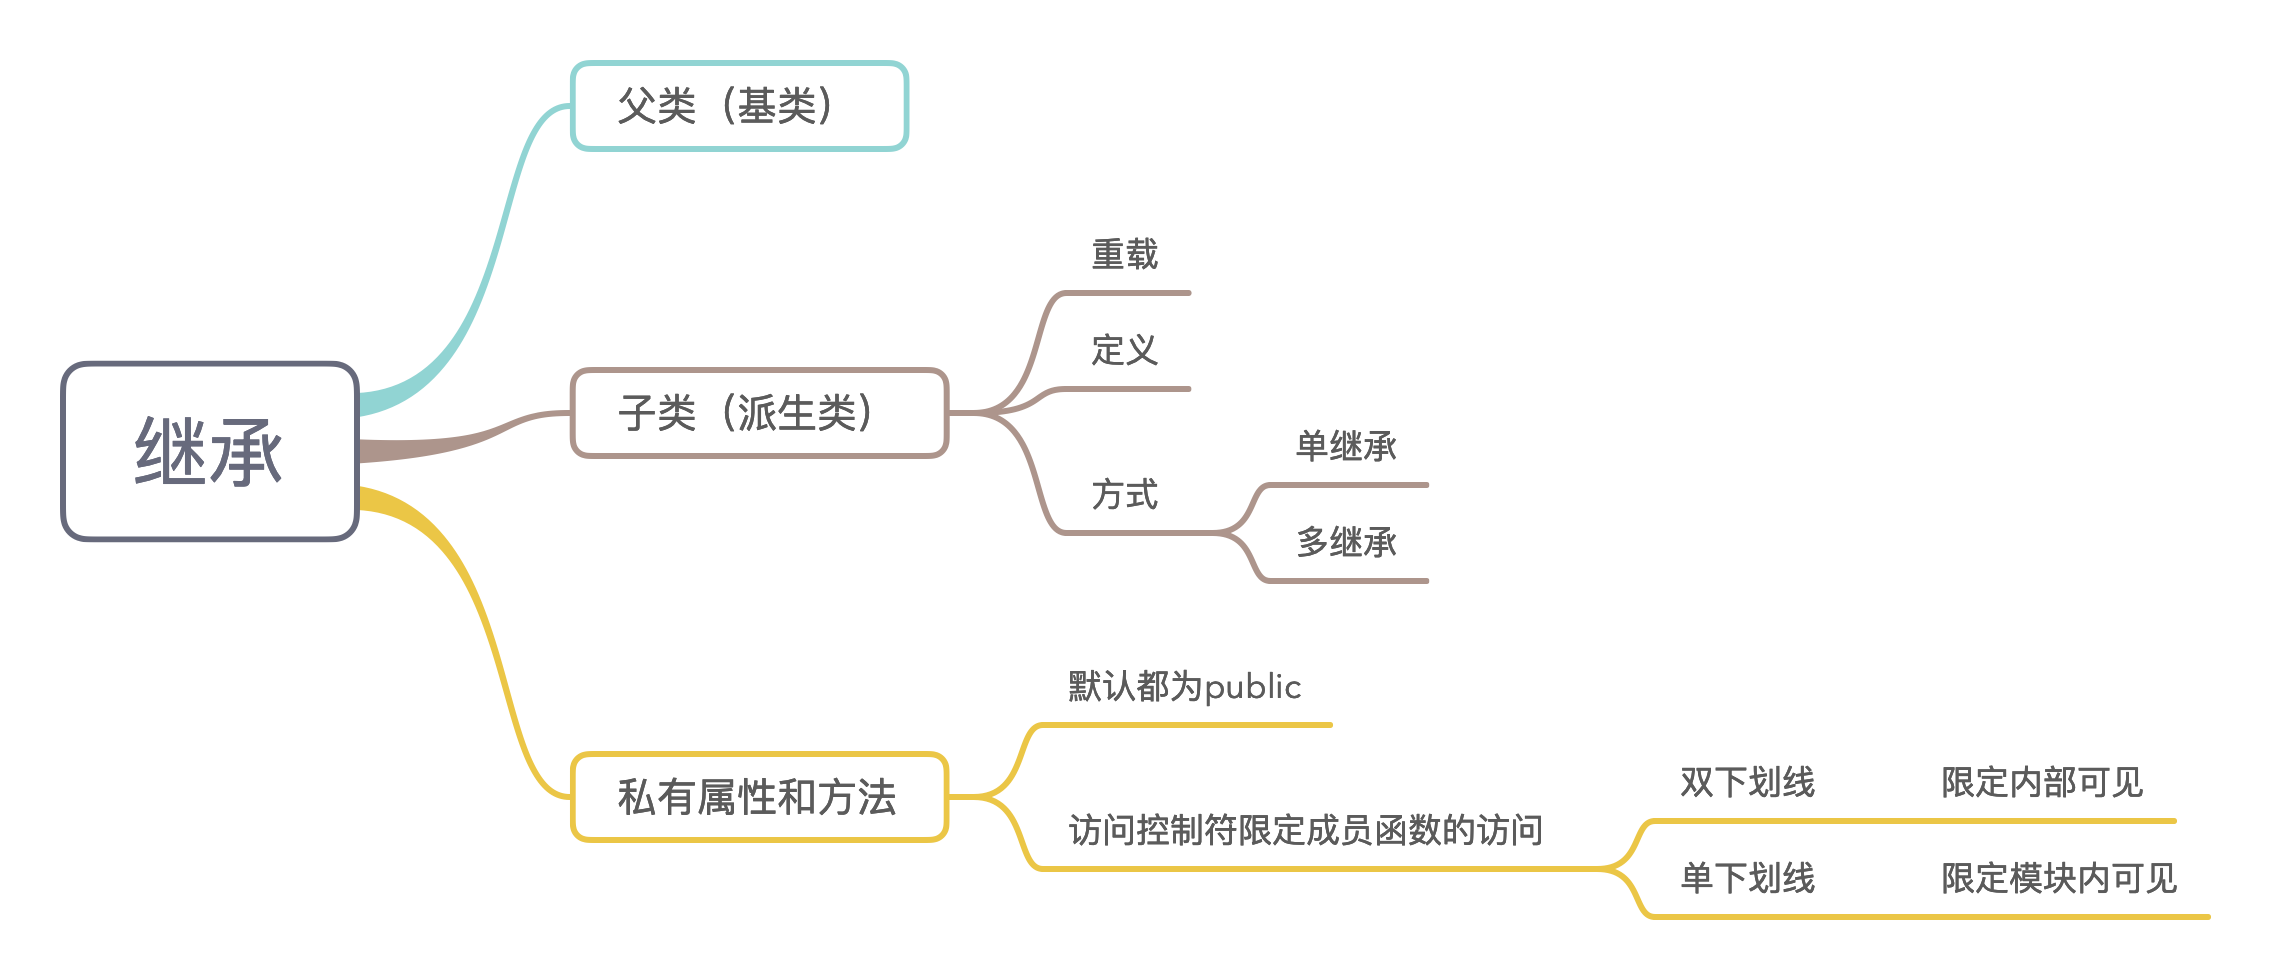 继承
父类（基类）
子类（派生类）
重载
定义
方式
单继承
多继承
私有属性和方法
默认都为public
访问控制符限定成员函数的访问
双下划线 限定内部可见
单下划线 限定模块内可见